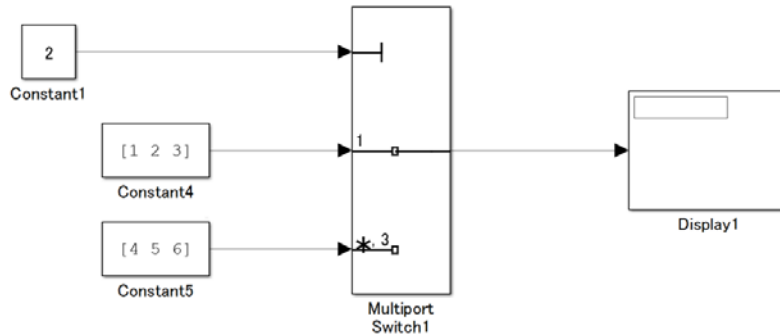 2
Constant1
1
[1 2 3]
Constant4
*, 3
[4 5 6]
Constant5
Multiport
Switch1
Display1